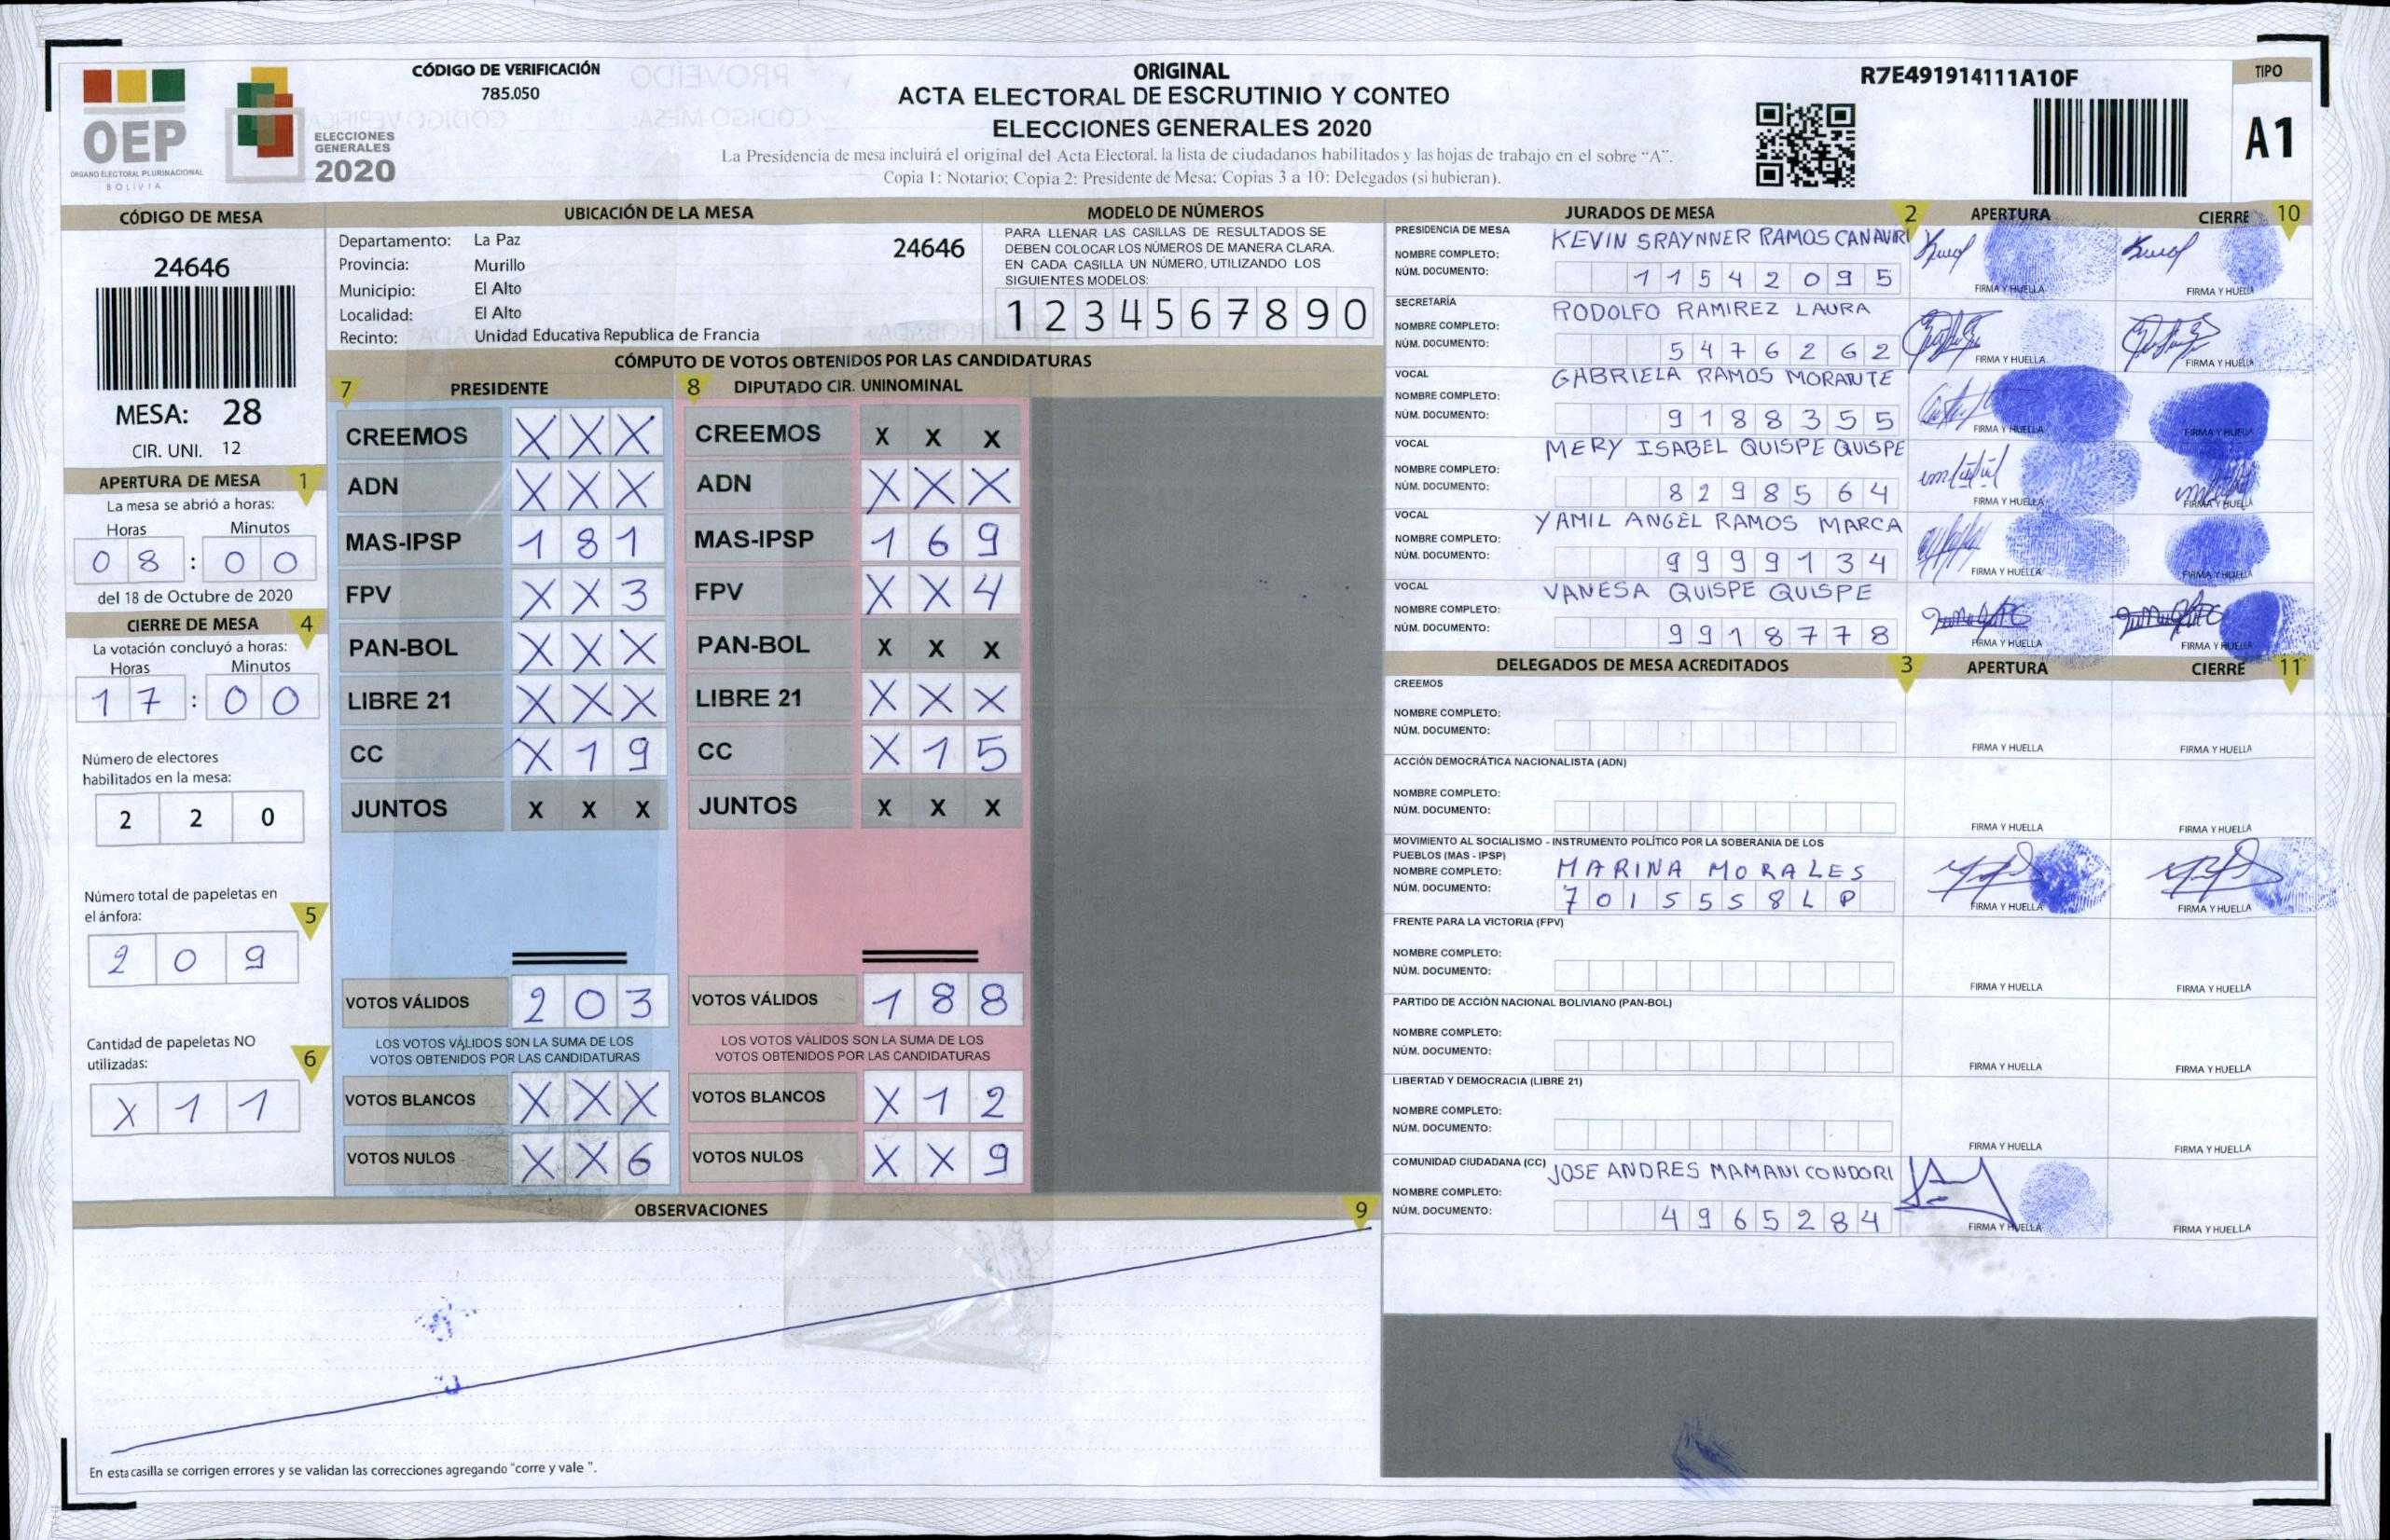 OEP
ÓRGANO ELECTORAL PLURINACIONAL
BOLIVIA
ELECCIONES
GENERALES
2020
CÓDIGO DE VERIFICACIÓN
785.050
ORIGINAL
ACTA ELECTORAL DE ESCRUTINIO Y CONTEO
ELECCIONES GENERALES 2020
La Presidencia de mesa incluirá el original del Acta Electoral, la lista de ciudadanos habilitados y las hojas de trabajo en el sobre "A".
Copia 1: Notario; Copia 2: Presidente de Mesa; Copias 3 a 10: Delegados (si hubieran).
R7E491914111A10F
TIPO
A1
CÓDIGO DE MESA
24646
MESA: 28
CIR. UNI. 12
APERTURA DE MESA 1
La mesa se abrió a horas:
Horas Minutos
0 8 : 0 0
del 18 de Octubre de 2020
CIERRE DE MESA 4
La votación concluyó a horas:
Horas Minutos
1 7 : 0 0
Número de electores
habilitados en la mesa:
2 2 0
Número total de papeletas en
el ánfora: 5
2 0 9
Cantidad de papeletas NO
utilizadas: 6
X 1 1
UBICACIÓN DE LA MESA
Departamento: La Paz 24646
Provincia: Murillo
Municipio: El Alto
Localidad: El Alto
Recinto: Unidad Educativa Republica de Francia
MODELO DE NÚMEROS
PARA LLENAR LAS CASILLAS DE RESULTADOS SE
DEBEN COLOCAR LOS NÚMEROS DE MANERA CLARA.
EN CADA CASILLA UN NÚMERO, UTILIZANDO LOS
SIGUIENTES MODELOS:
1 2 3 4 5 6 7 8 9 0
CÓMPUTO DE VOTOS OBTENIDOS POR LAS CANDIDATURAS
7 PRESIDENTE
CREEMOS X X X
ADN X X X
MAS-IPSP 1 8 1
FPV X X 3
PAN-BOL X X X
LIBRE 21 X X X
CC X 1 9
JUNTOS X X X
VOTOS VÁLIDOS 2 0 3
LOS VOTOS VÁLIDOS SON LA SUMA DE LOS
VOTOS OBTENIDOS POR LAS CANDIDATURAS
VOTOS BLANCOS X X X
VOTOS NULOS X X 6
8 DIPUTADO CIR. UNINOMINAL
CREEMOS X X X
ADN X X X
MAS-IPSP 1 6 9
FPV X X 4
PAN-BOL X X X
LIBRE 21 X X X
CC X 1 5
JUNTOS X X X
VOTOS VÁLIDOS 1 8 8
LOS VOTOS VÁLIDOS SON LA SUMA DE LOS
VOTOS OBTENIDOS POR LAS CANDIDATURAS
VOTOS BLANCOS X 1 2
VOTOS NULOS X X 9
OBSERVACIONES 9
En esta casilla se corrigen errores y se validan las correcciones agregando "corre y vale ".
JURADOS DE MESA 2 APERTURA CIERRE 10
PRESIDENCIA DE MESA
NOMBRE COMPLETO: KEVIN SRAYNNER RAMOS CANAVIRI
NÚM. DOCUMENTO: 1 1 5 4 2 0 9 5
FIRMA Y HUELLA FIRMA Y HUELLA
SECRETARÍA
NOMBRE COMPLETO: RODOLFO RAMIREZ LAURA
NÚM. DOCUMENTO: 5 4 7 6 2 6 2
FIRMA Y HUELLA FIRMA Y HUELLA
VOCAL
NOMBRE COMPLETO: GABRIELA RAMOS MORANTE
NÚM. DOCUMENTO: 9 1 8 8 3 5 5
FIRMA Y HUELLA FIRMA Y HUELLA
VOCAL
NOMBRE COMPLETO: MERY ISABEL QUISPE QUISPE
NÚM. DOCUMENTO: 8 2 9 8 5 6 4
FIRMA Y HUELLA FIRMA Y HUELLA
VOCAL
NOMBRE COMPLETO: YAMIL ANGEL RAMOS MARCA
NÚM. DOCUMENTO: 9 9 9 9 1 3 4
FIRMA Y HUELLA FIRMA Y HUELLA
VOCAL
NOMBRE COMPLETO: VANESA QUISPE QUISPE
NÚM. DOCUMENTO: 9 9 1 8 7 7 8
FIRMA Y HUELLA FIRMA Y HUELLA
DELEGADOS DE MESA ACREDITADOS 3 APERTURA CIERRE 11
CREEMOS
NOMBRE COMPLETO:
NÚM. DOCUMENTO:
FIRMA Y HUELLA FIRMA Y HUELLA
ACCIÓN DEMOCRÁTICA NACIONALISTA (ADN)
NOMBRE COMPLETO:
NÚM. DOCUMENTO:
FIRMA Y HUELLA FIRMA Y HUELLA
MOVIMIENTO AL SOCIALISMO - INSTRUMENTO POLÍTICO POR LA SOBERANIA DE LOS
PUEBLOS (MAS - IPSP)
NOMBRE COMPLETO: MARINA MORALES
NÚM. DOCUMENTO: 7 0 1 5 5 5 8 L P
FIRMA Y HUELLA FIRMA Y HUELLA
FRENTE PARA LA VICTORIA (FPV)
NOMBRE COMPLETO:
NÚM. DOCUMENTO:
FIRMA Y HUELLA FIRMA Y HUELLA
PARTIDO DE ACCIÓN NACIONAL BOLIVIANO (PAN-BOL)
NOMBRE COMPLETO:
NÚM. DOCUMENTO:
FIRMA Y HUELLA FIRMA Y HUELLA
LIBERTAD Y DEMOCRACIA (LIBRE 21)
NOMBRE COMPLETO:
NÚM. DOCUMENTO:
FIRMA Y HUELLA FIRMA Y HUELLA
COMUNIDAD CIUDADANA (CC)
NOMBRE COMPLETO: JOSE ANDRES MAMANI CONDORI
NÚM. DOCUMENTO: 4 9 6 5 2 8 4
FIRMA Y HUELLA FIRMA Y HUELLA